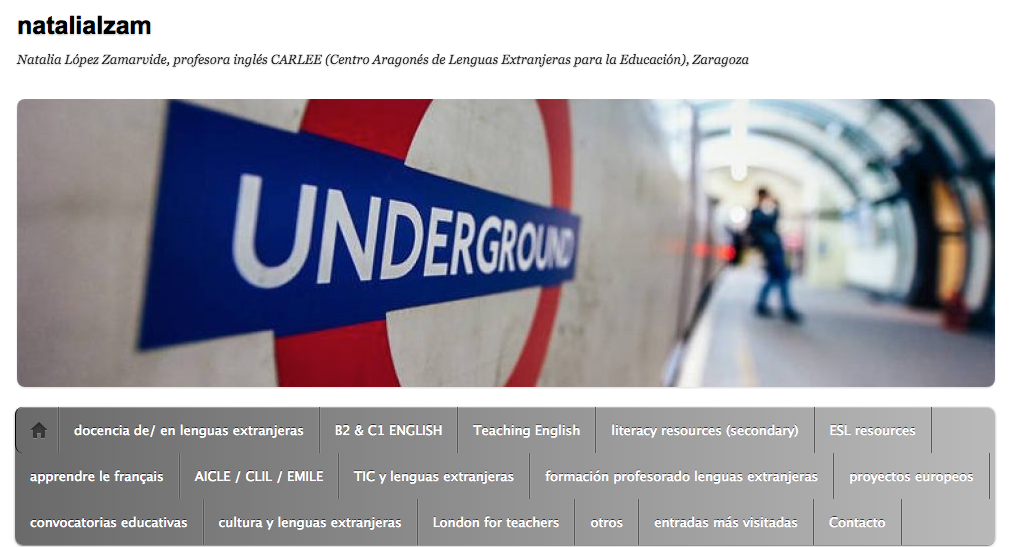 natalialzam
Natalia López Zamarvide, profesora inglés CARLEE (Centro Aragonés de Lenguas Extranjeras para la Educación), Zaragoza
UNDERGROUND
docencia de/ en lenguas extranjeras B2 & C1 ENGLISH Teaching English literacy resources (secondary) ESL resources
apprendre le français AICLE / CLIL / EMILE TIC y lenguas extranjeras formación profesorado lenguas extranjeras proyectos europeos
convocatorias educativas cultura y lenguas extranjeras London for teachers otros entradas más visitadas Contacto